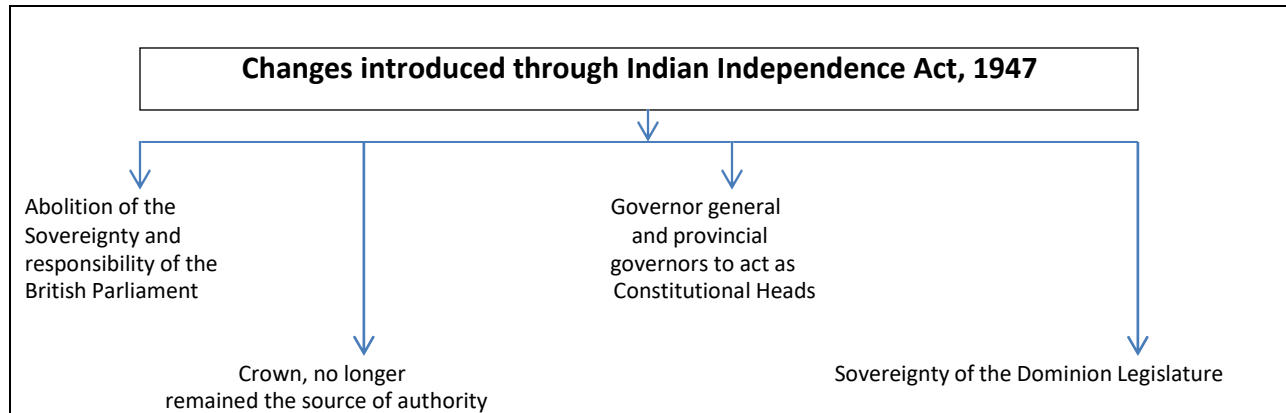 Changes introduced through Indian Independence Act, 1947
Abolition of the
Sovereignty and
responsibility of the
British Parliament
Governor general
and provincial
governors to act as
Constitutional Heads
Crown, no longer
remained the source of authority
Sovereignty of the Dominion Legislature